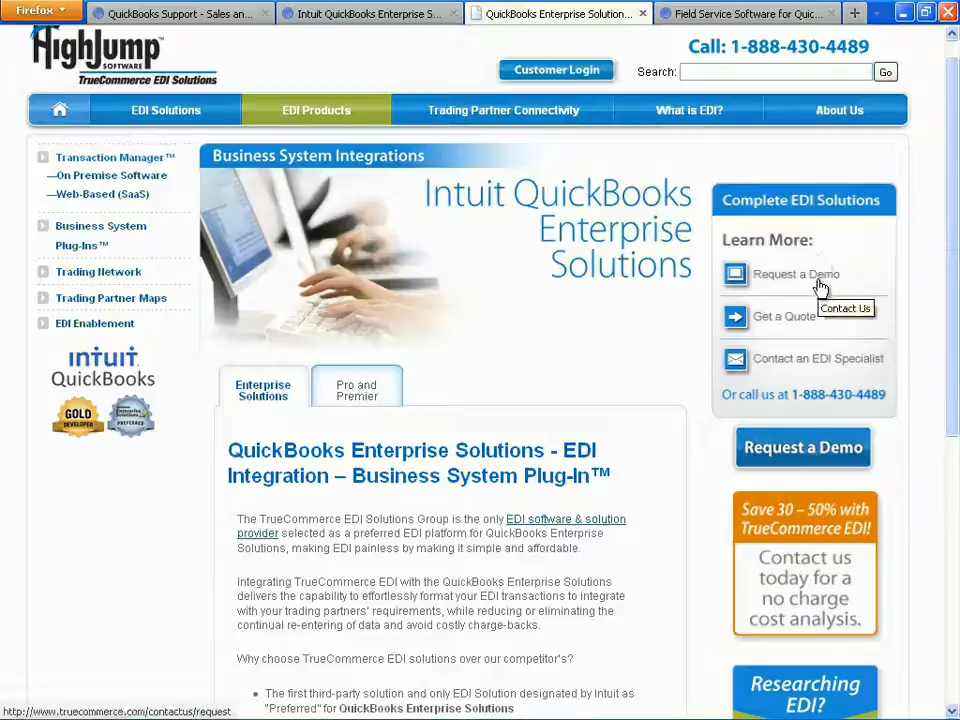 Firefox
QuickBooks Support - Sales an...
Intuit QuickBooks Enterprise S...
QuickBooks Enterprise Solution...
Field Service Software for Quic...
HighJump
SOFTWARE
TrueCommerce EDI Solutions
Call: 1-888-430-4489
Customer Login
Search:
Go
EDI Solutions
EDI Products
Trading Partner Connectivity
What is EDI?
About Us
Transaction Manager™
—On Premise Software
—Web-Based (SaaS)
Business System
Plug-Ins™
Trading Network
Trading Partner Maps
EDI Enablement
INTUIT
QuickBooks
GOLD
DEVELOPER
Enterprise
Solutions
PREFERRED
Business System Integrations
Intuit QuickBooks
Enterprise
Solutions
Complete EDI Solutions
Learn More:
Request a Demo
Contact Us
Get a Quote
Contact an EDI Specialist
Or call us at 1-888-430-4489
Request a Demo
Save 30 – 50% with
TrueCommerce EDI!
Contact us
today for a
no charge
cost analysis.
Researching
EDI?
Enterprise
Solutions
Pro and
Premier
QuickBooks Enterprise Solutions - EDI
Integration – Business System Plug-In™
The TrueCommerce EDI Solutions Group is the only EDI software & solution
provider selected as a preferred EDI platform for QuickBooks Enterprise
Solutions, making EDI painless by making it simple and affordable.
Integrating TrueCommerce EDI with the QuickBooks Enterprise Solutions
delivers the capability to effortlessly format your EDI transactions to integrate
with your trading partners' requirements, while reducing or eliminating the
continual re-entering of data and avoid costly charge-backs.
Why choose TrueCommerce EDI solutions over our competitor's?
The first third-party solution and only EDI Solution designated by Intuit as
"Preferred" for QuickBooks Enterprise Solutions
http://www.truecommerce.com/contactus/request